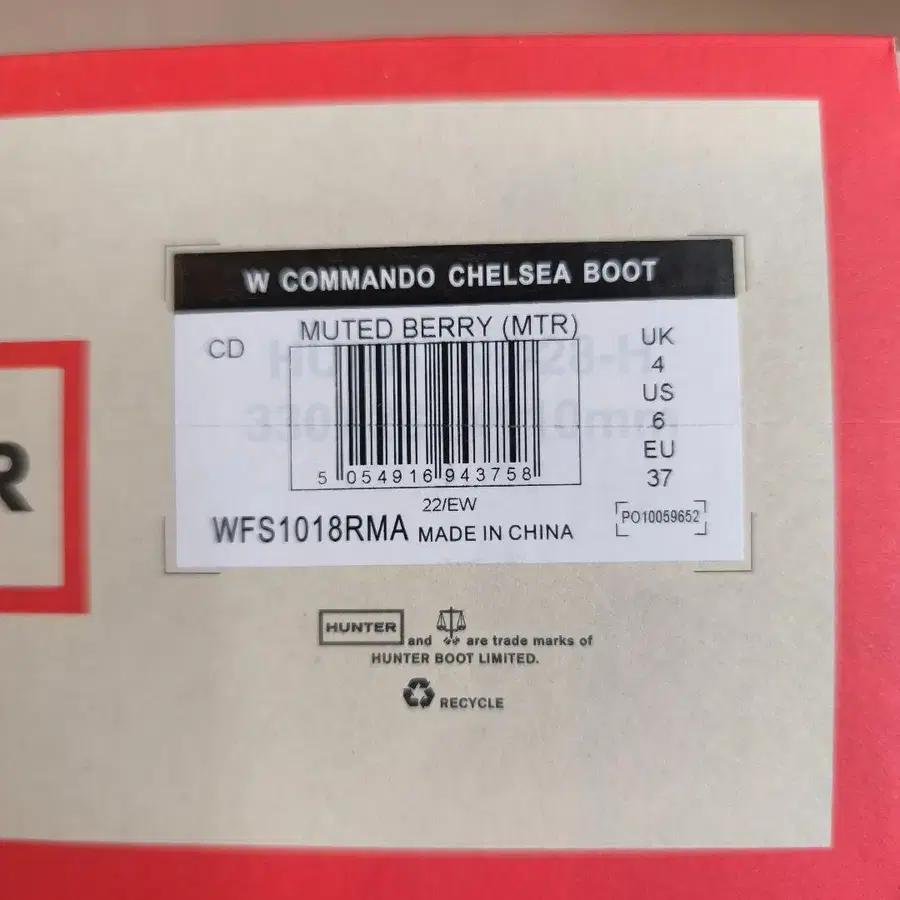 W COMMANDO CHELSEA BOOT
MUTED BERRY (MTR)
CD
5 054916 943758
UK
4
US
6
EU
37
22/EW
WFS1018RMA MADE IN CHINA
PO10059652
R
HUNTER and are trade marks of
HUNTER BOOT LIMITED.
RECYCLE